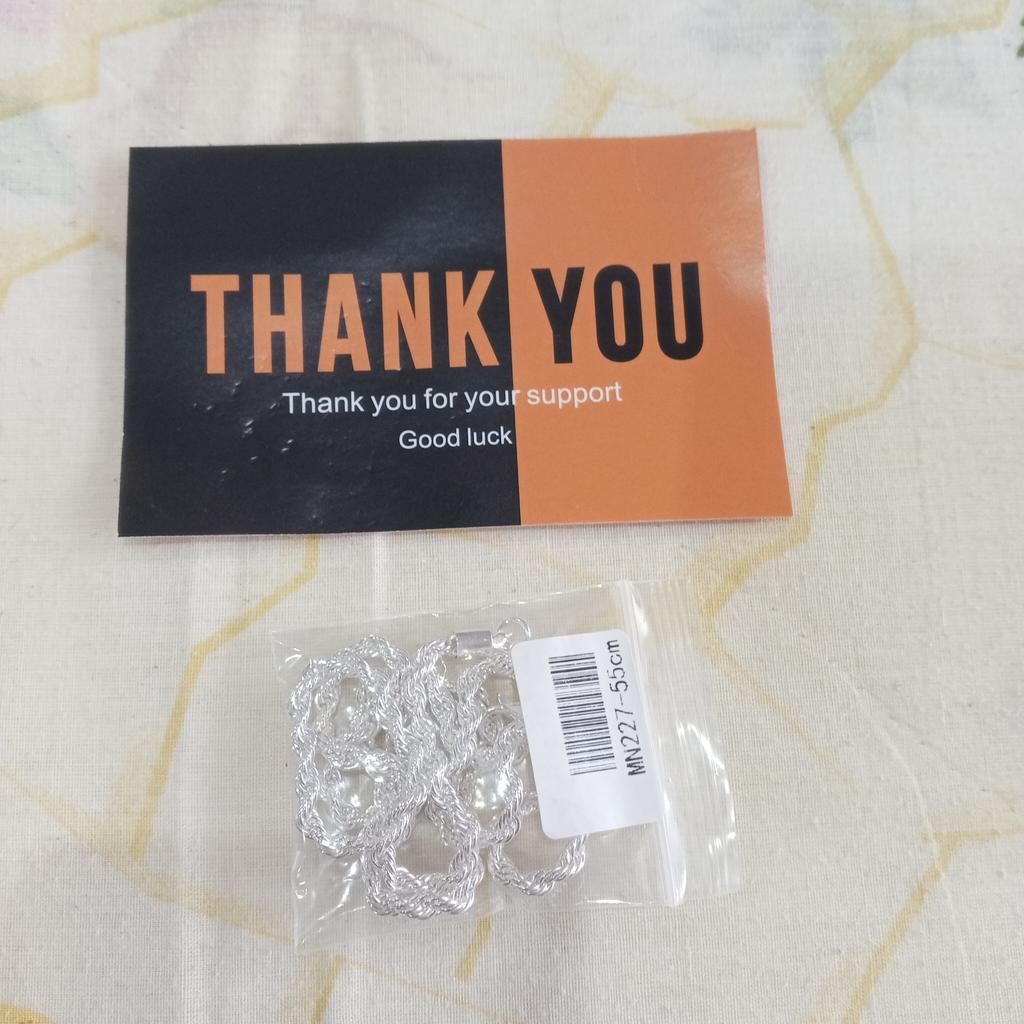 THANK YOU
Thank you for your support
Good luck
MN227-55cm